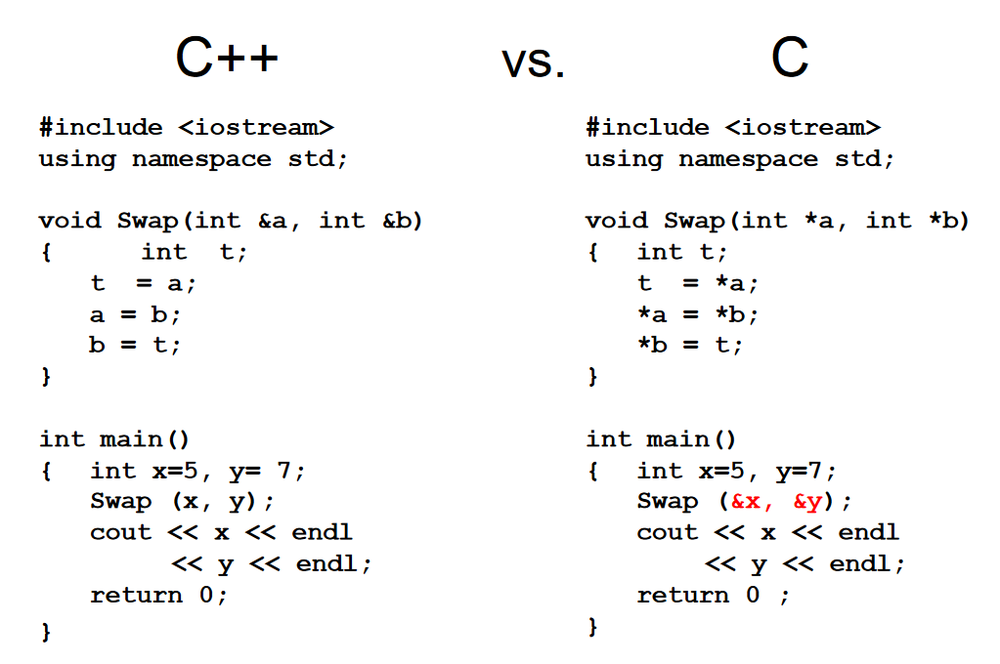 C++ vs. C
#include <iostream>
using namespace std;
void Swap(int &a, int &b)
{ int t;
t = a;
a = b;
b = t;
}
int main()
{ int x=5, y= 7;
Swap (x, y);
cout << x << endl
<< y << endl;
return 0;
}
#include <iostream>
using namespace std;
void Swap(int *a, int *b)
{ int t;
t = *a;
*a = *b;
*b = t;
}
int main()
{ int x=5, y=7;
Swap (&x, &y);
cout << x << endl
<< y << endl;
return 0 ;
}